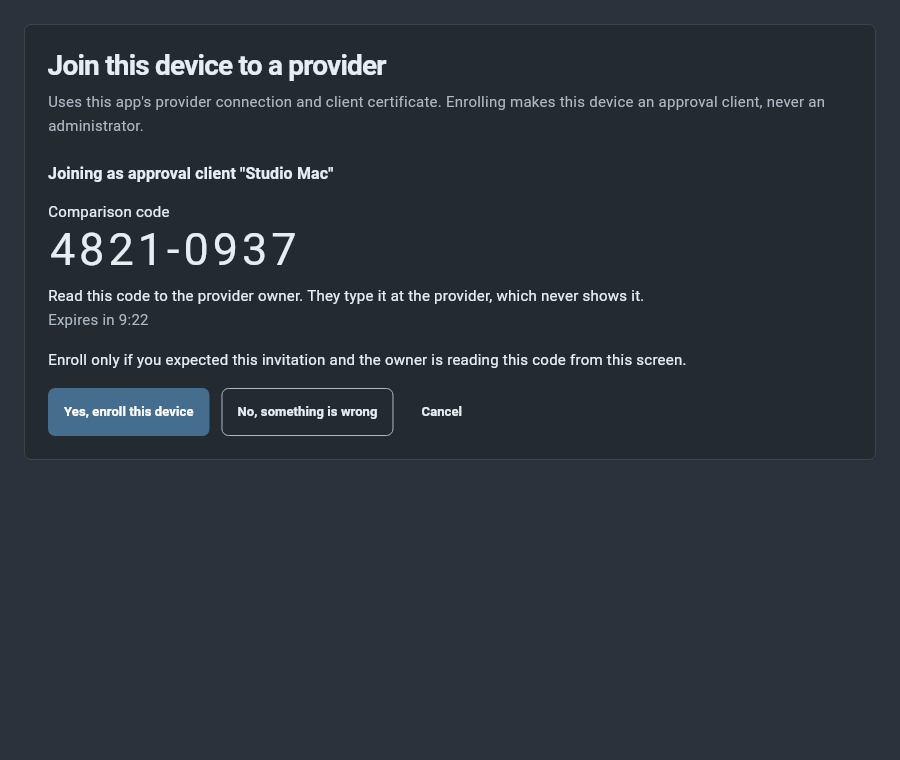 Join this device to a provider
Uses this app's provider connection and client certificate. Enrolling makes this device an approval client, never an
administrator.
Joining as approval client "Studio Mac"
Comparison code
4821-0937
Read this code to the provider owner. They type it at the provider, which never shows it.
Expires in 9:22
Enroll only if you expected this invitation and the owner is reading this code from this screen.
Yes, enroll this device
No, something is wrong
Cancel